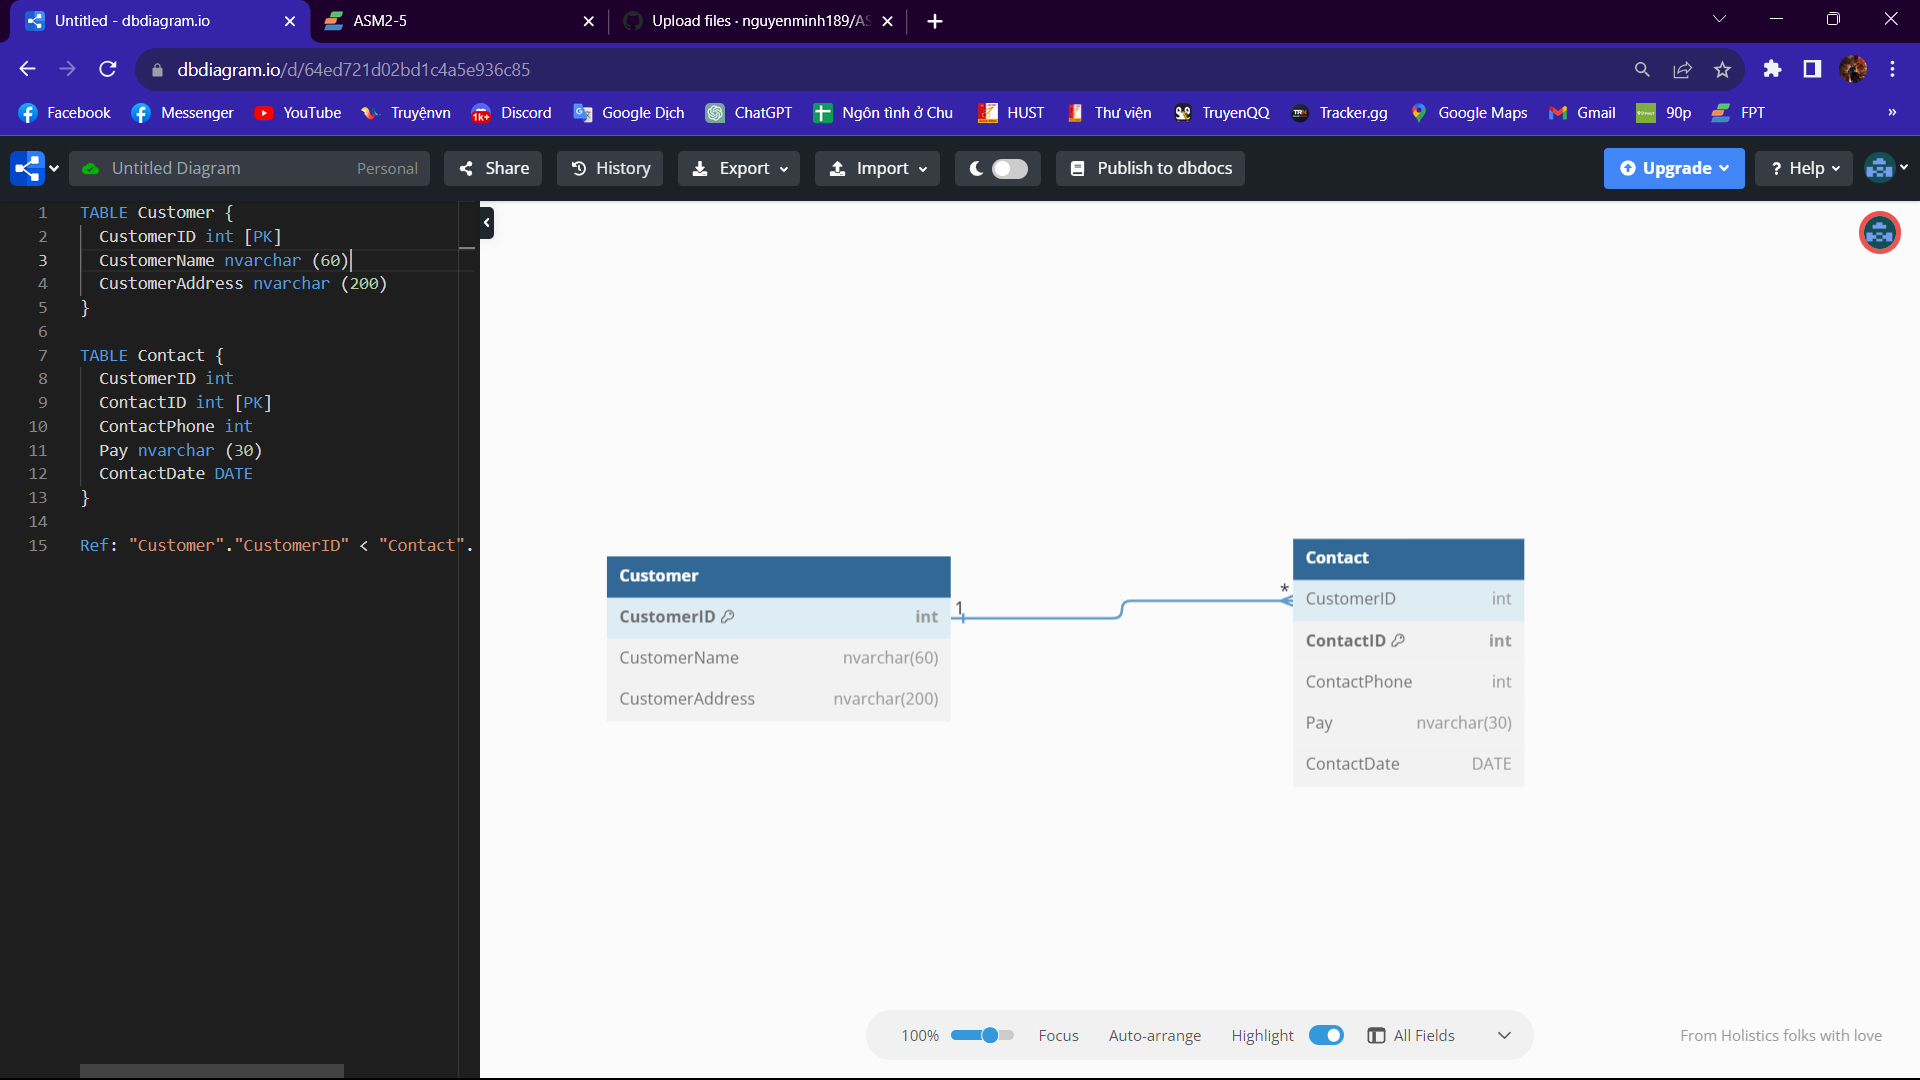 Untitled - dbdiagram.io
ASM2-5
Upload files · nguyenminh189/AS
dbdiagram.io/d/64ed721d02bd1c4a5e936c85
Facebook Messenger YouTube Truyệnvn Discord Google Dịch ChatGPT Ngôn tình ở Chu HUST Thư viện TruyenQQ Tracker.gg Google Maps Gmail 90p FPT »
Untitled Diagram Personal Share History Export Import Publish to dbdocs Upgrade ? Help
1 TABLE Customer {
2 CustomerID int [PK]
3 CustomerName nvarchar (60)
4 CustomerAddress nvarchar (200)
5 }
6
7 TABLE Contact {
8 CustomerID int
9 ContactID int [PK]
10 ContactPhone int
11 Pay nvarchar (30)
12 ContactDate DATE
13 }
14
15 Ref: "Customer"."CustomerID" < "Contact".
Customer
CustomerID int
CustomerName nvarchar(60)
CustomerAddress nvarchar(200)
1
*
Contact
CustomerID int
ContactID int
ContactPhone int
Pay nvarchar(30)
ContactDate DATE
100% Focus Auto-arrange Highlight All Fields
From Holistics folks with love